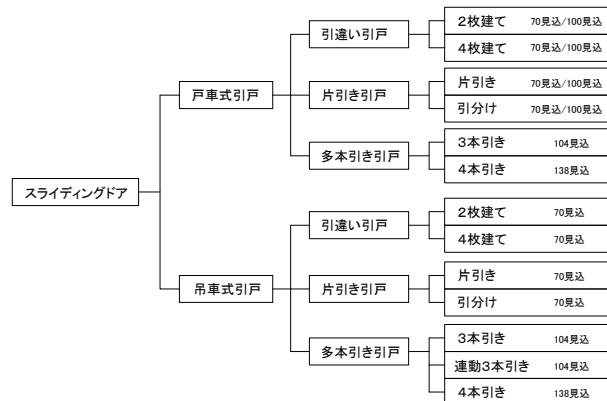 スライディングドア
戸車式引戸
引違い引戸
2枚建て 70見込/100見込
4枚建て 70見込/100見込
片引き引戸
片引き 70見込/100見込
引分け 70見込/100見込
多本引き引戸
3本引き 104見込
4本引き 138見込
吊車式引戸
引違い引戸
2枚建て 70見込
4枚建て 70見込
片引き引戸
片引き 70見込
引分け 70見込
多本引き引戸
3本引き 104見込
連動3本引き 104見込
4本引き 138見込